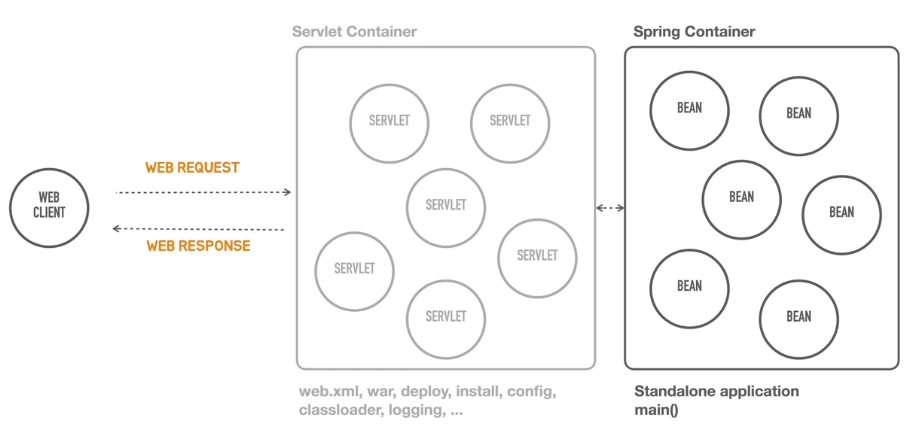 Servlet Container
Spring Container
SERVLET
SERVLET
BEAN
BEAN
WEB REQUEST
WEB
CLIENT
SERVLET
BEAN
BEAN
WEB RESPONSE
SERVLET
SERVLET
BEAN
SERVLET
BEAN
web.xml, war, deploy, install, config,
classloader, logging, ...
Standalone application
main()